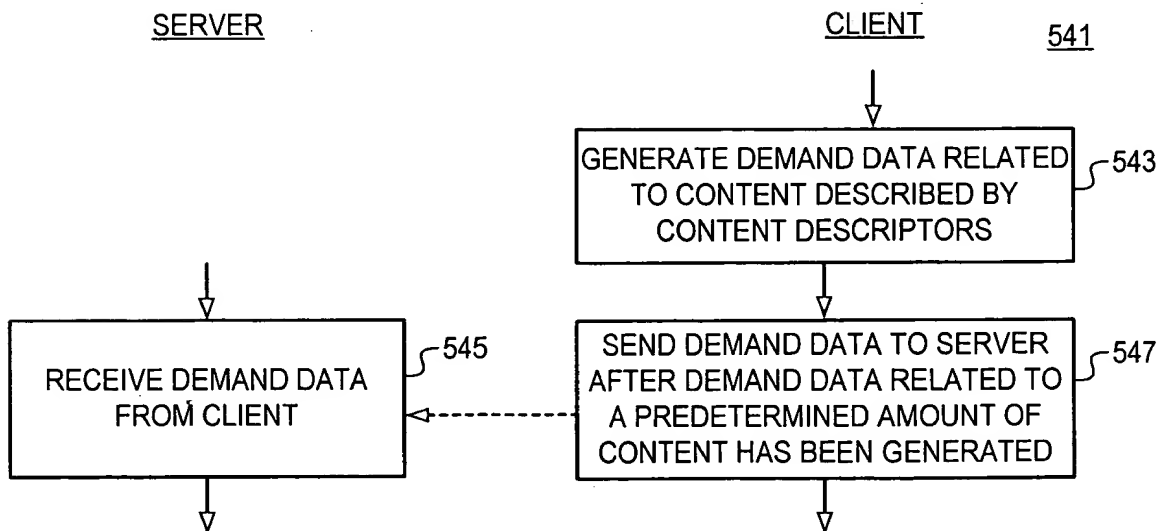 SERVER
CLIENT
541
GENERATE DEMAND DATA RELATED
TO CONTENT DESCRIBED BY
CONTENT DESCRIPTORS
543
RECEIVE DEMAND DATA
FROM CLIENT
545
SEND DEMAND DATA TO SERVER
AFTER DEMAND DATA RELATED TO
A PREDETERMINED AMOUNT OF
CONTENT HAS BEEN GENERATED
547